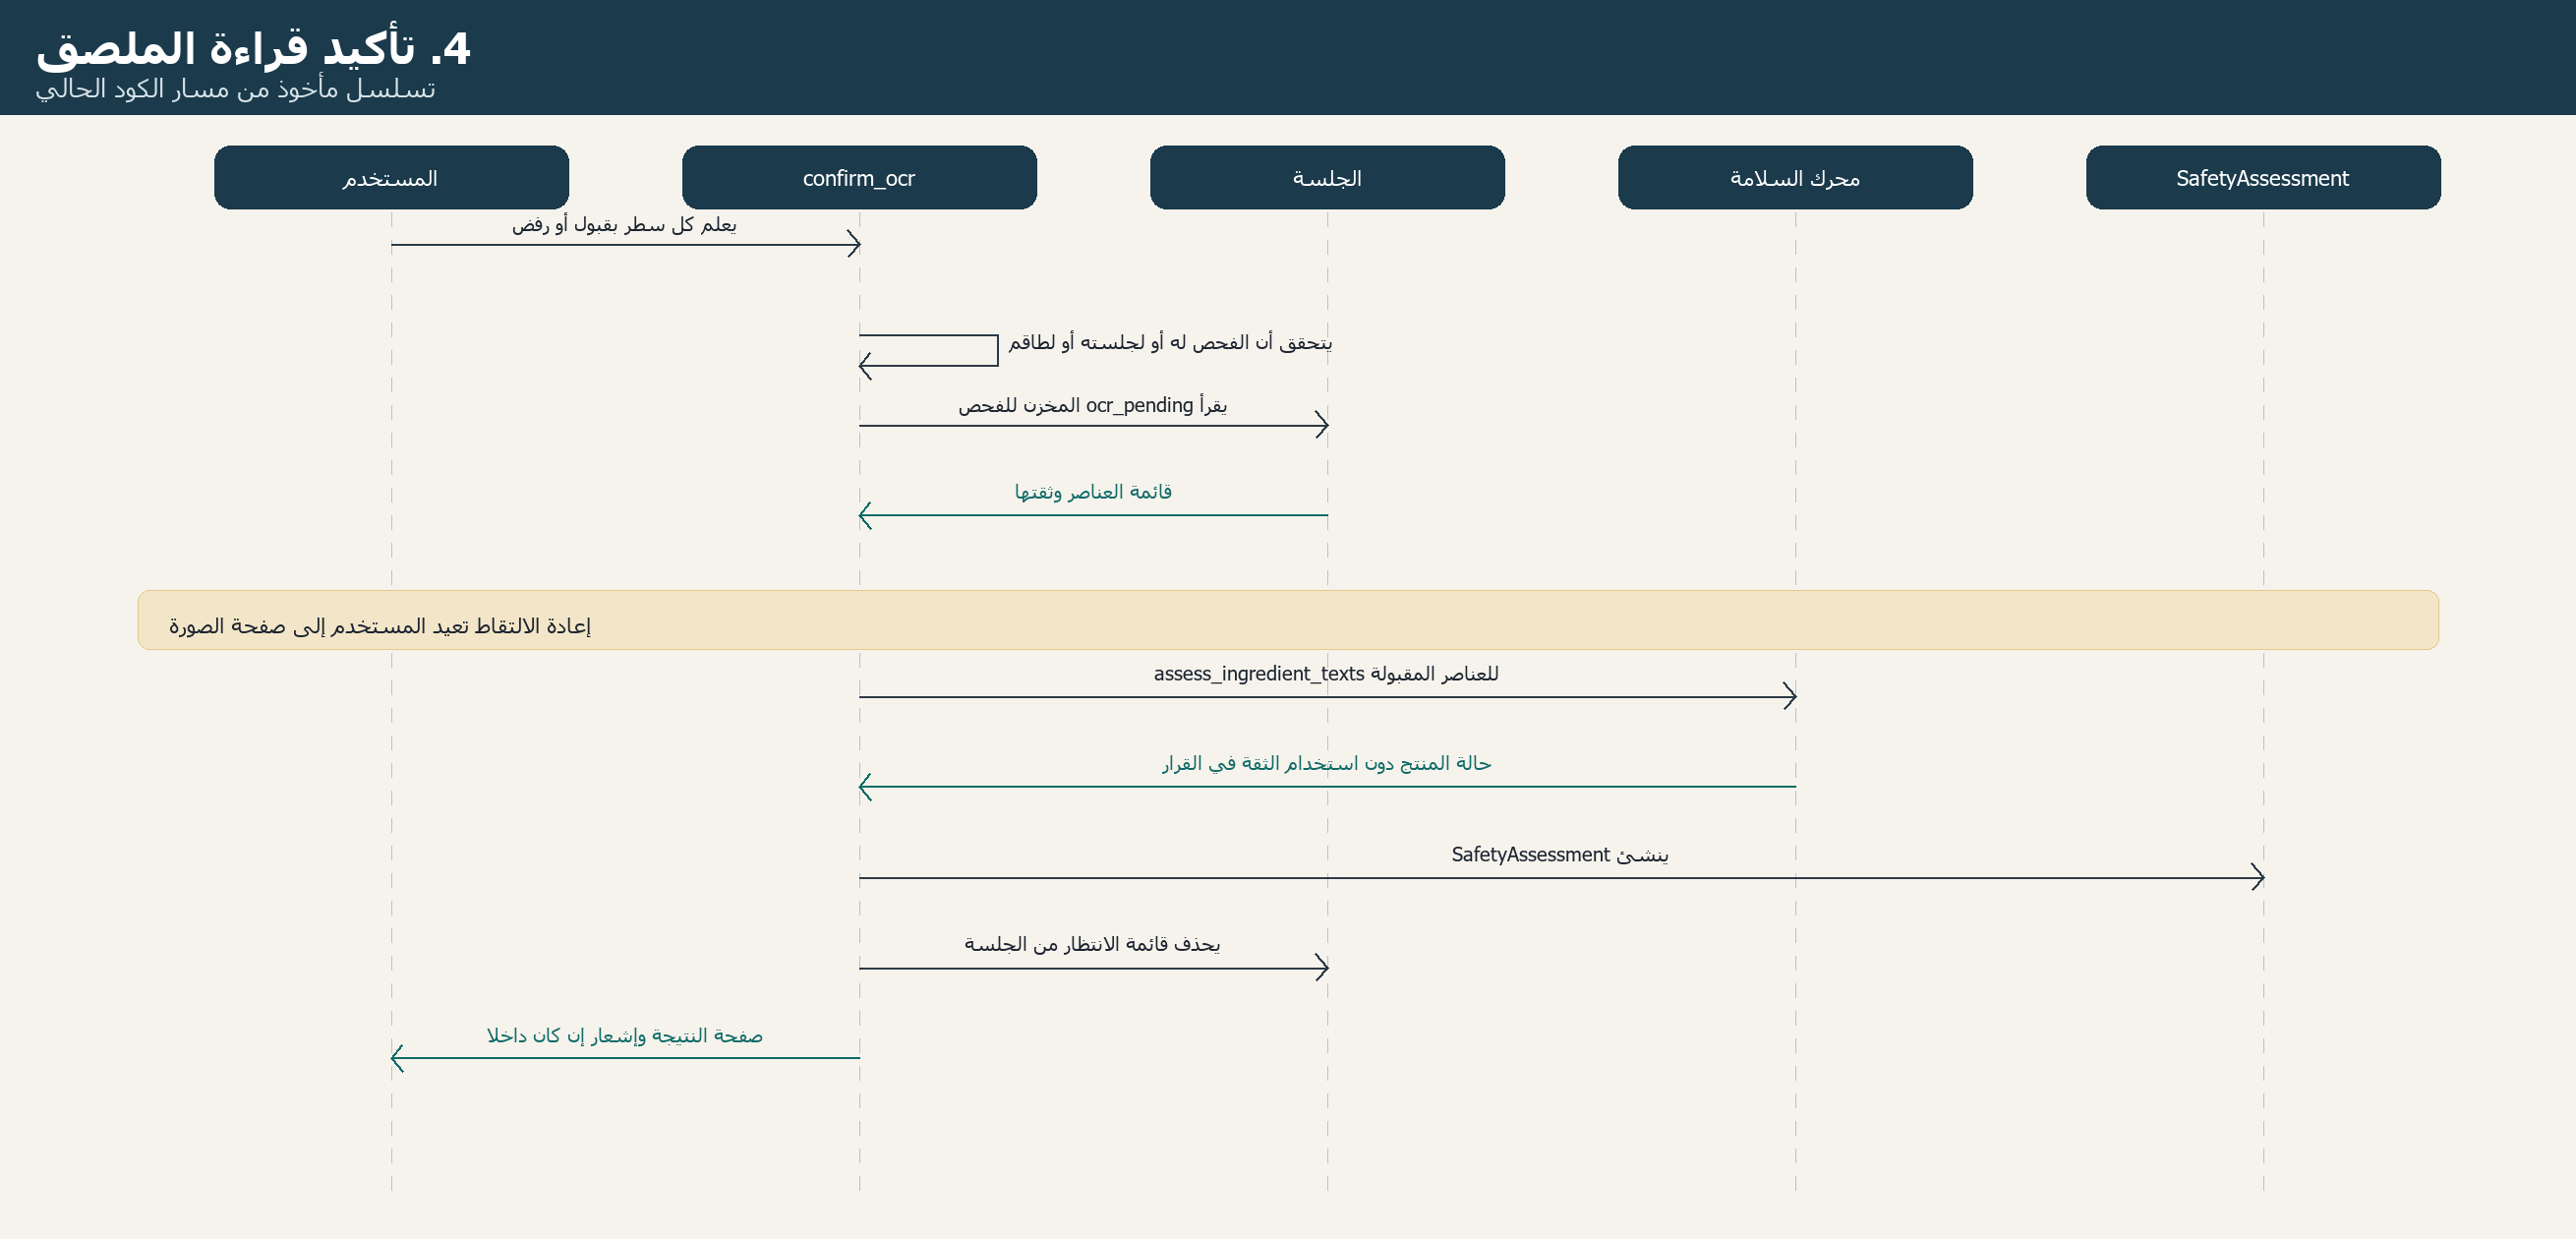 4. تأكيد قراءة الملصق
تسلسل مأخوذ من مسار الكود الحالي
المستخدم
confirm_ocr
الجلسة
محرك السلامة
SafetyAssessment
يعلم كل سطر بقبول أو رفض
يتحقق أن الفحص له أو لجلسته أو لطاقم
يقرأ ocr_pending المخزن للفحص
قائمة العناصر وثقتها
إعادة الالتقاط تعيد المستخدم إلى صفحة الصورة
assess_ingredient_texts للعناصر المقبولة
حالة المنتج دون استخدام الثقة في القرار
ينشئ SafetyAssessment
يحذف قائمة الانتظار من الجلسة
صفحة النتيجة وإشعار إن كان داخلا